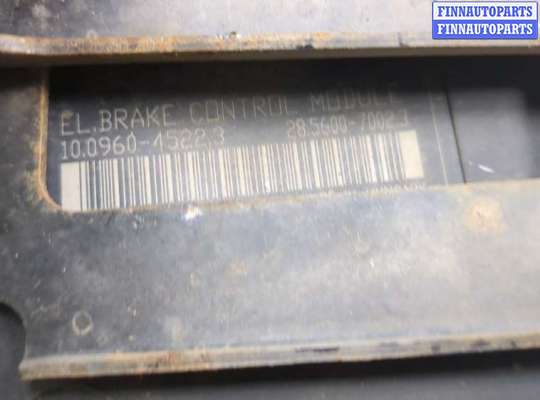 FINNAUTOPARTS
FINNAUTOPARTS
EL.BRAKE CONTROL MODULE
10.0960-4522.3 28.5600-7002.3